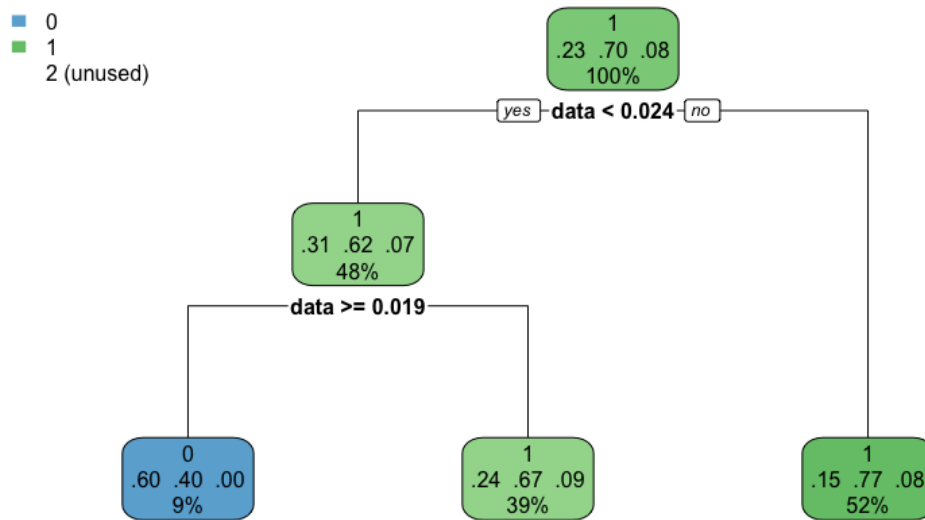 0
1
2 (unused)
1
.23 .70 .08
100%
yes data < 0.024 no
1
.31 .62 .07
48%
data >= 0.019
0
.60 .40 .00
9%
1
.24 .67 .09
39%
1
.15 .77 .08
52%